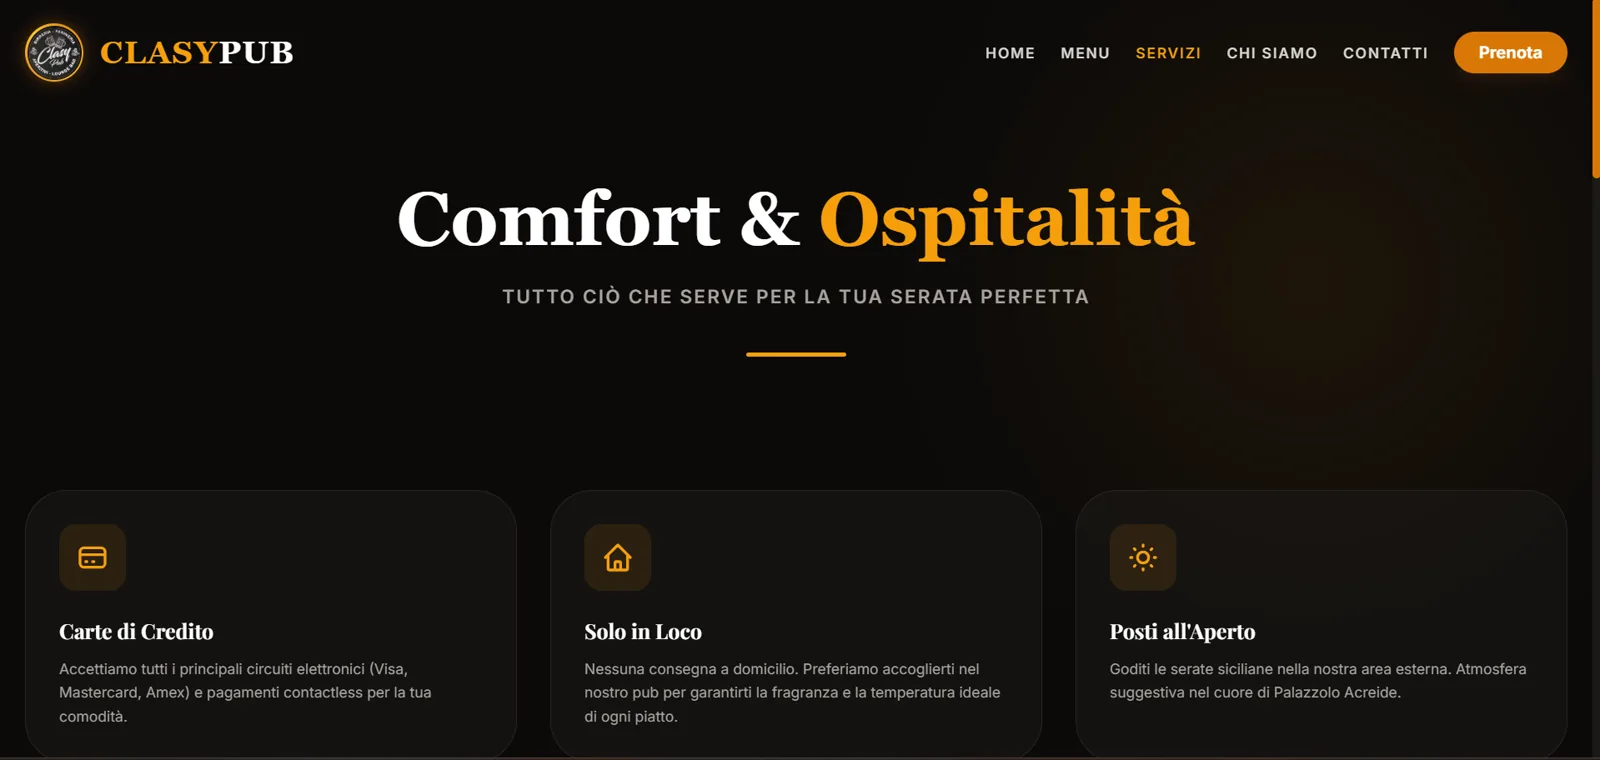 Clasy
Pub
CLASYPUB
HOME
MENU
SERVIZI
CHI SIAMO
CONTATTI
Prenota
Comfort & Ospitalità
TUTTO CIÒ CHE SERVE PER LA TUA SERATA PERFETTA
Carte di Credito
Accettiamo tutti i principali circuiti elettronici (Visa,
Mastercard, Amex) e pagamenti contactless per la tua
comodità.
Solo in Loco
Nessuna consegna a domicilio. Preferiamo accoglierti nel
nostro pub per garantirti la fragranza e la temperatura ideale
di ogni piatto.
Posti all'Aperto
Goditi le serate siciliane nella nostra area esterna. Atmosfera
suggestiva nel cuore di Palazzolo Acreide.